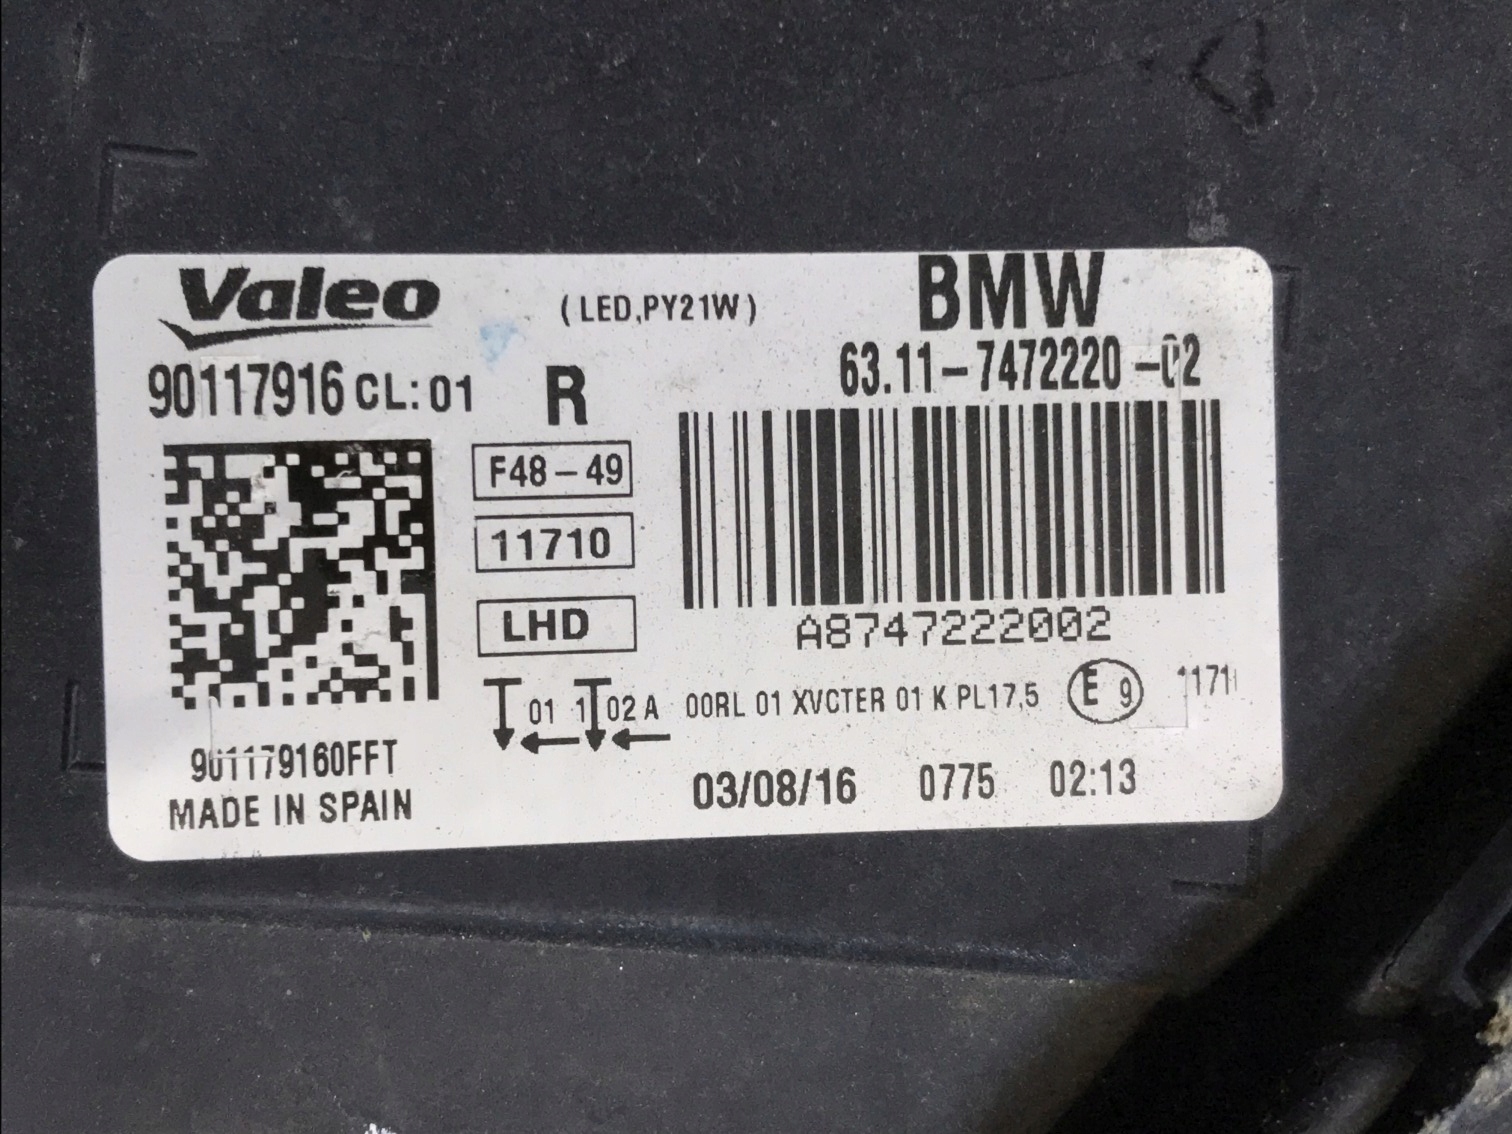 Valeo
(LED,PY21W)
BMW
63.11-7472220-02
90117916 CL:01
R
F48-49
11710
LHD
A8747222002
01 1 02 A 00RL 01 XVCTER 01 K PL17,5 E 9
901179160FFT
MADE IN SPAIN
03/08/16 0775 02:13